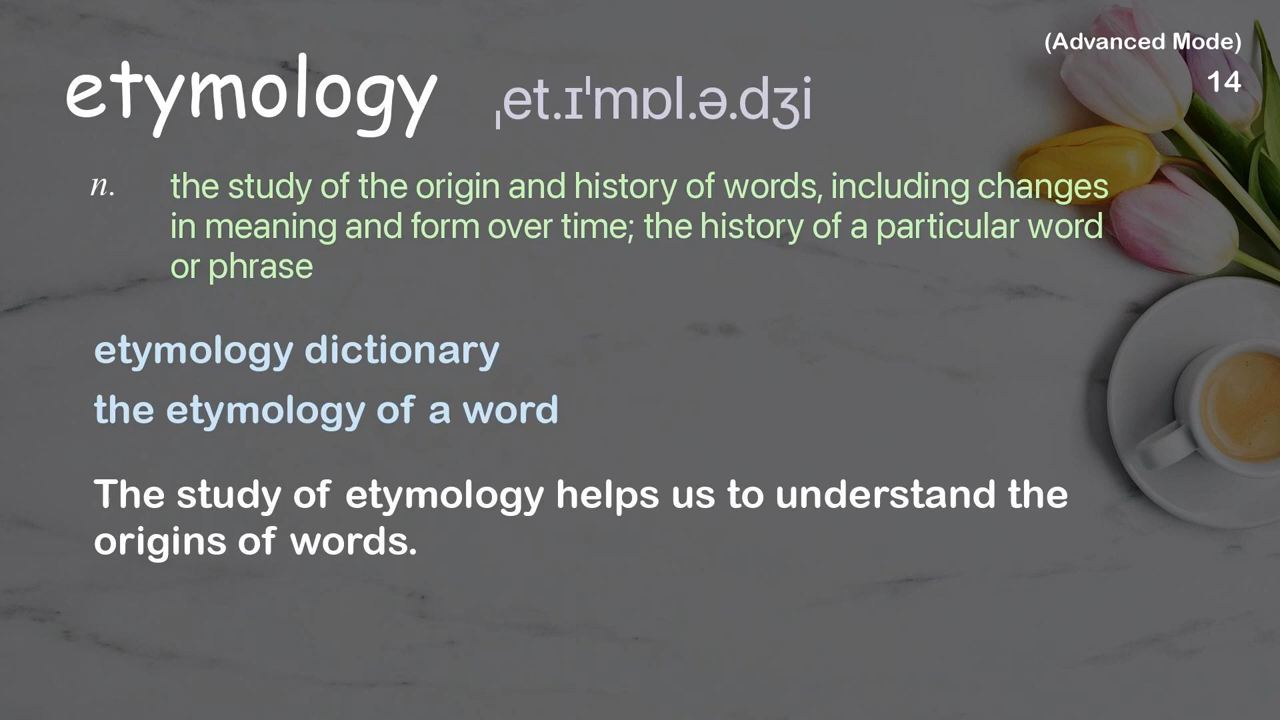 (Advanced Mode)
14
etymology ˌet.ɪˈmɒl.ə.dʒi
n. the study of the origin and history of words, including changes
in meaning and form over time; the history of a particular word
or phrase
etymology dictionary
the etymology of a word
The study of etymology helps us to understand the
origins of words.